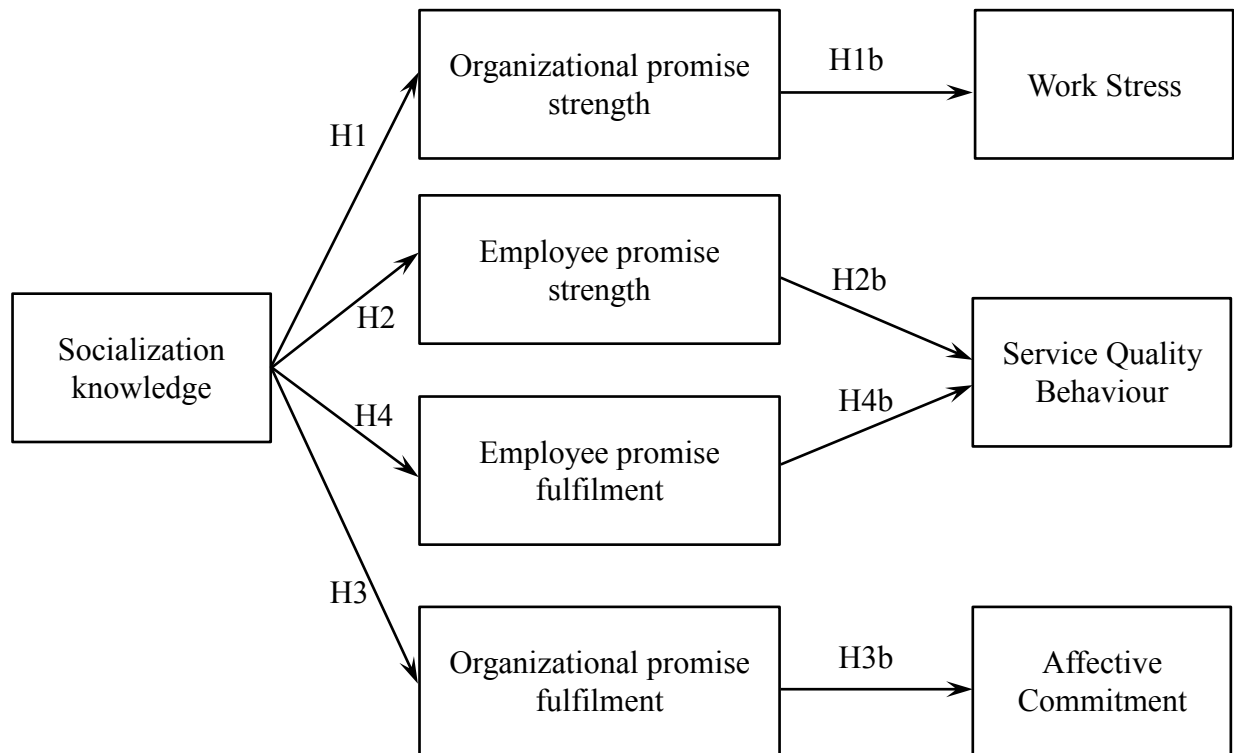 Organizational promise
strength
H1b
Work Stress
H1
Employee promise
strength
H2b
H2
Socialization
knowledge
Service Quality
Behaviour
H4
H4b
Employee promise
fulfilment
H3
Organizational promise
fulfilment
H3b
Affective
Commitment